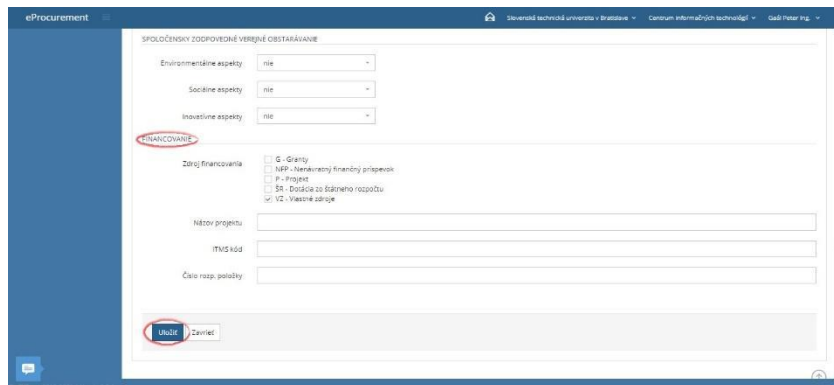 eProcurement
Slovenská technická univerzita v Bratislave
Centrum informačných technológií
Gaál Peter Ing.
SPOLOČENSKY ZODPOVEDNÉ VEREJNÉ OBSTARÁVANIE
Environmentálne aspekty nie
Sociálne aspekty nie
Inovatívne aspekty nie
FINANCOVANIE
Zdroj financovania
G - Granty
NFP - Nenávratný finančný príspevok
P - Projekt
ŠR - Dotácia zo štátneho rozpočtu
VZ - Vlastné zdroje
Názov projektu
ITMS kód
Číslo rozp. položky
Uložiť Zavrieť